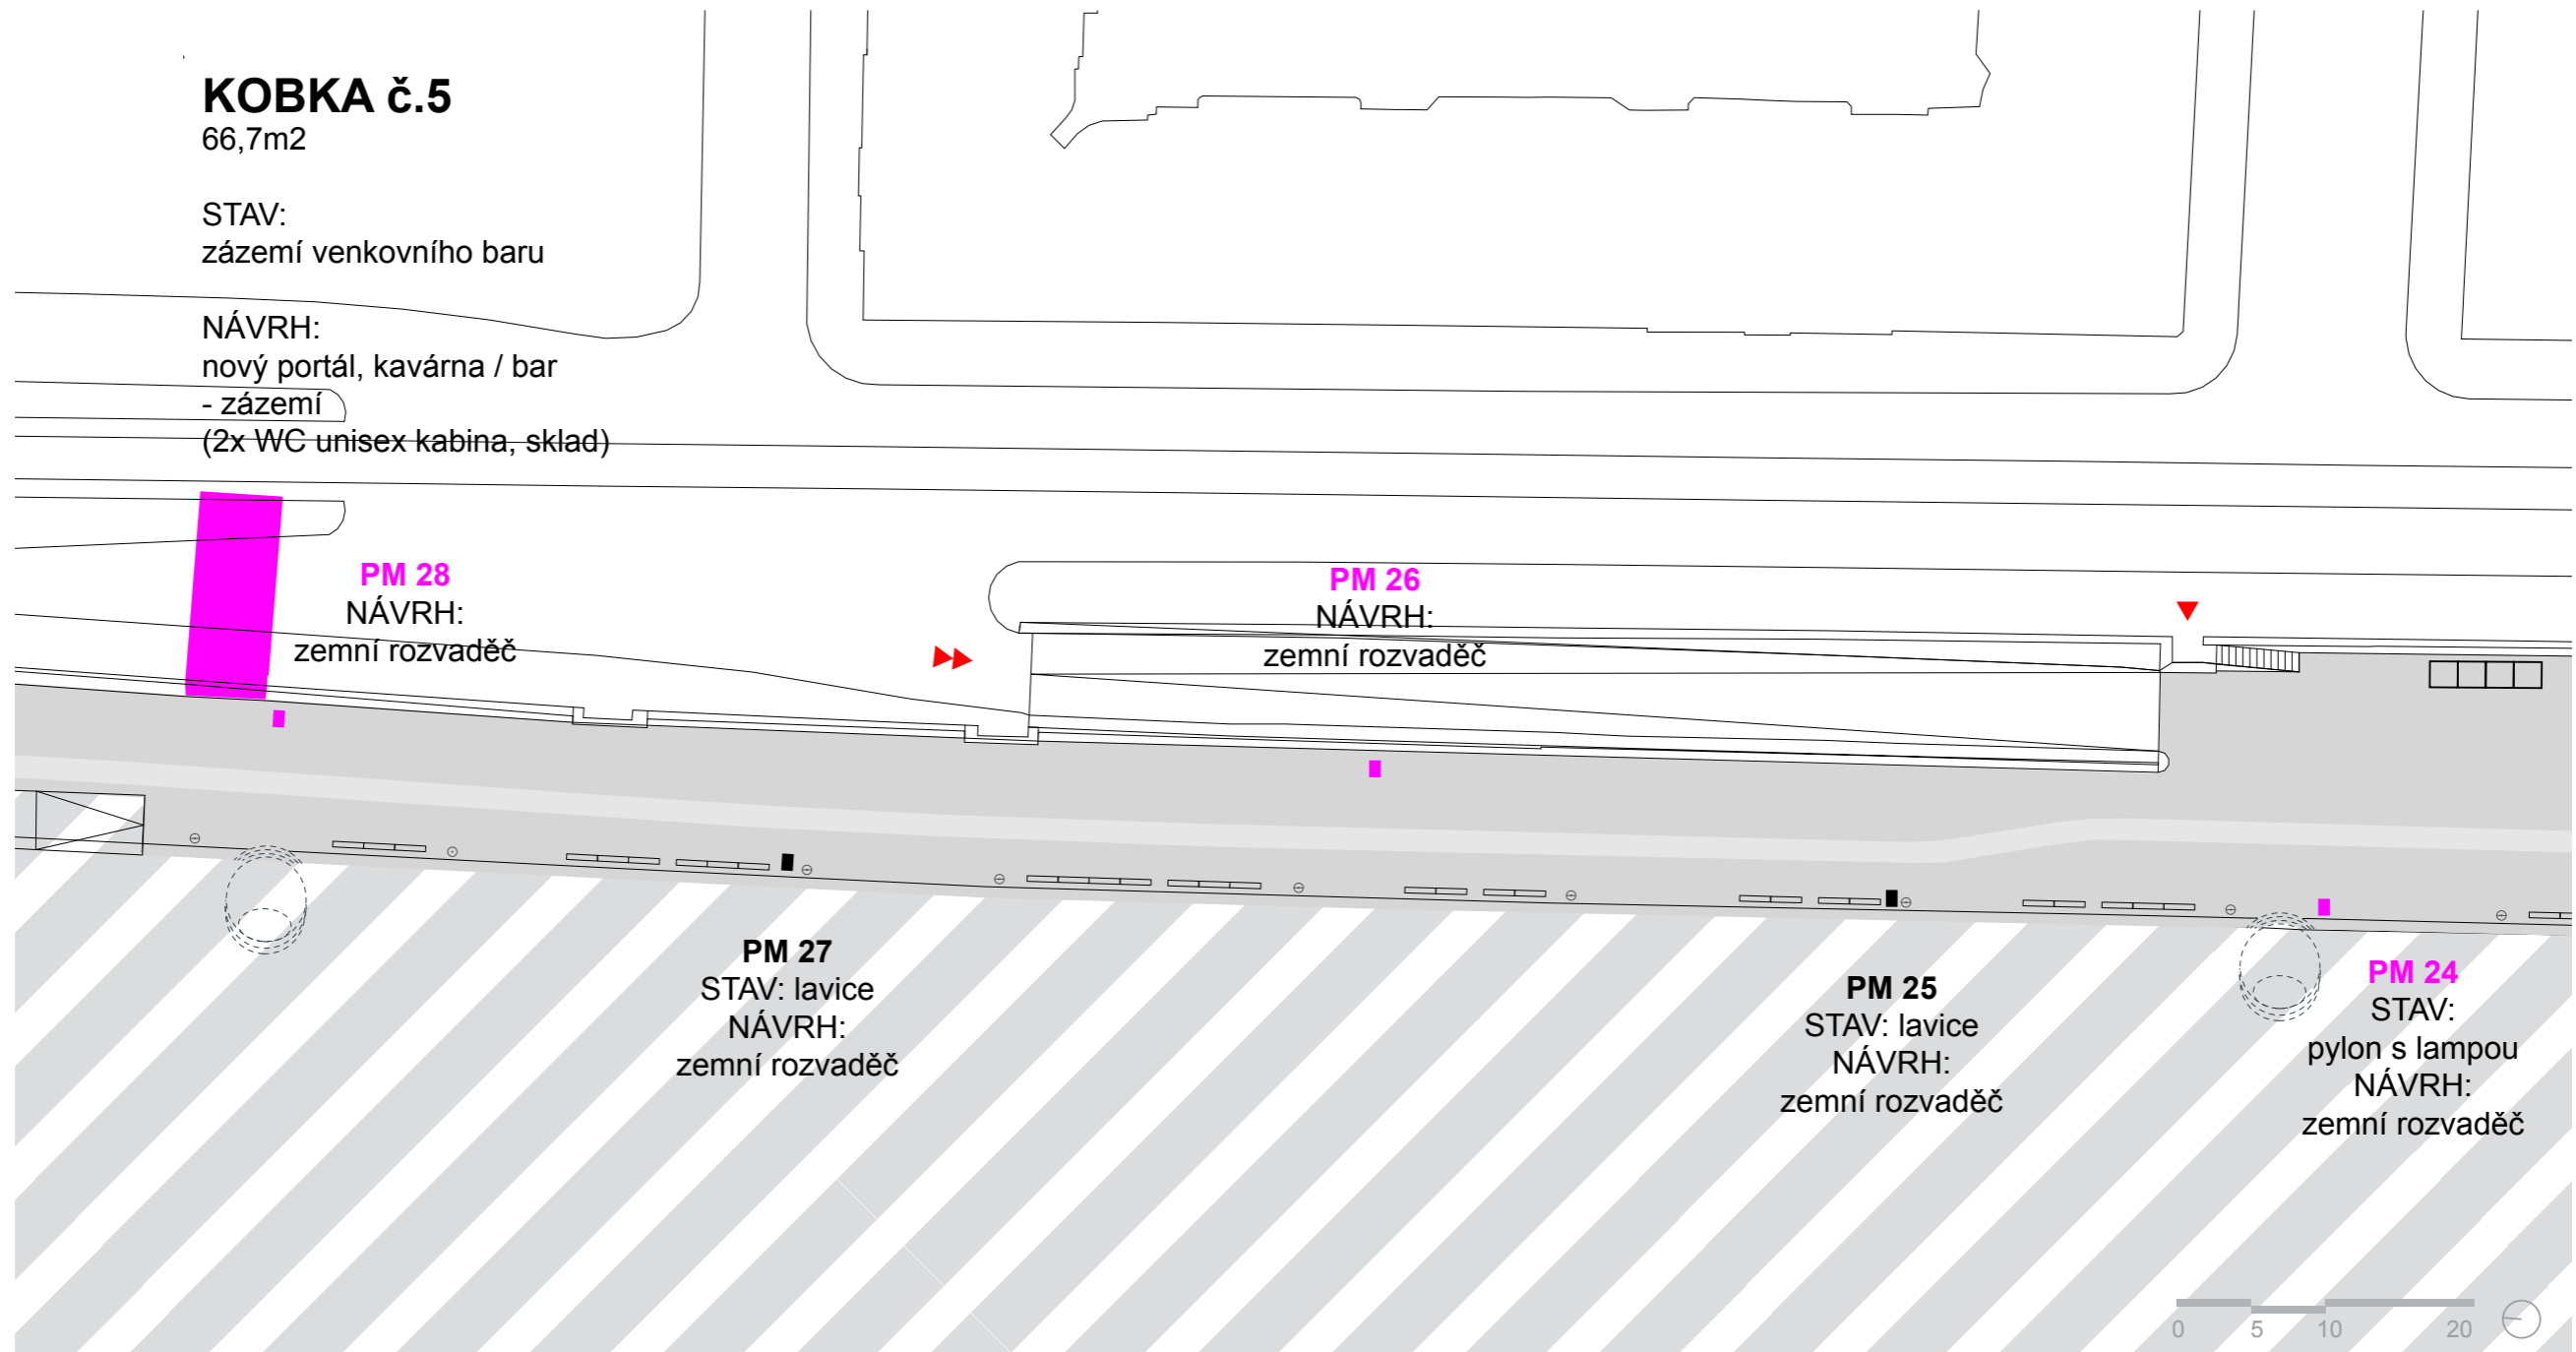 KOBKA č.5
66,7m2
STAV:
zázemí venkovního baru
NÁVRH:
nový portál, kavárna / bar
- zázemí
(2x WC unisex kabina, sklad)
PM 28
NÁVRH:
zemní rozvaděč
PM 26
NÁVRH:
zemní rozvaděč
PM 27
STAV: lavice
NÁVRH:
zemní rozvaděč
PM 25
STAV: lavice
NÁVRH:
zemní rozvaděč
PM 24
STAV:
pylon s lampou
NÁVRH:
zemní rozvaděč
0 5 10 20